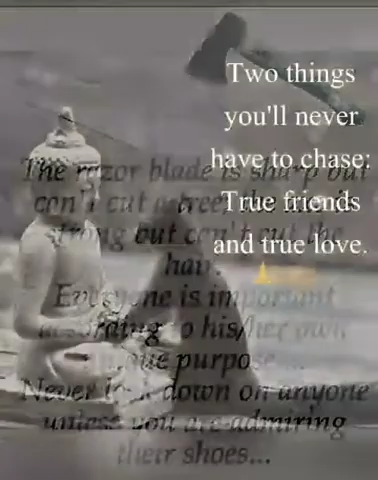 Two things
you'll never
have to chase:
True friends
and true love.
The razor blade is sharp but
can't cut a tree; the
strong but can't cut the
hair.
Everyone is important
according to his/her own
purpose...
Never look down on anyone
unless you are admiring
their shoes...